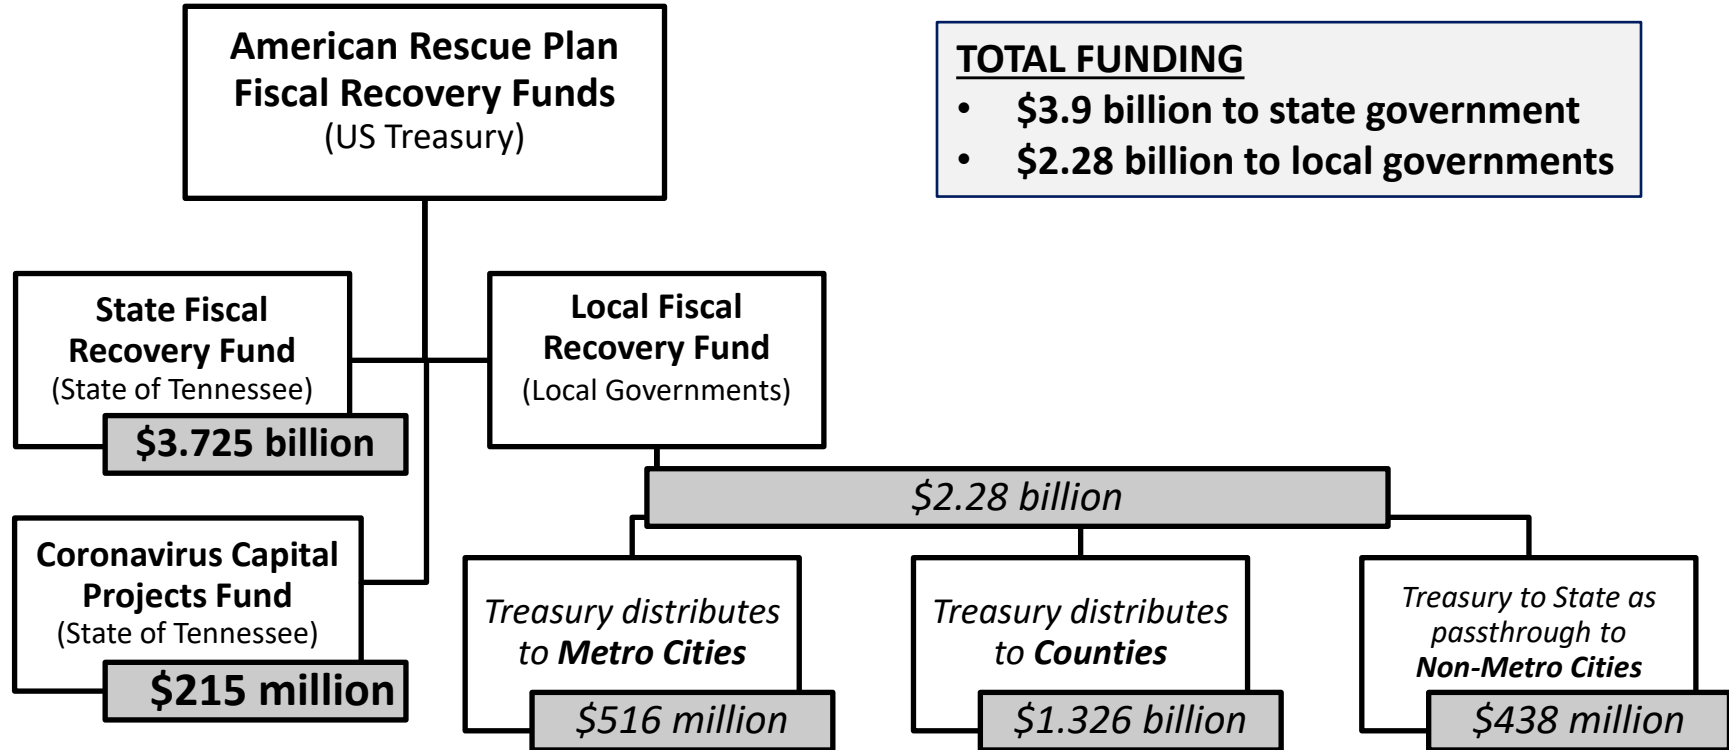 American Rescue Plan
Fiscal Recovery Funds
(US Treasury)
TOTAL FUNDING
• $3.9 billion to state government
• $2.28 billion to local governments
State Fiscal
Recovery Fund
(State of Tennessee)
$3.725 billion
Local Fiscal
Recovery Fund
(Local Governments)
$2.28 billion
Coronavirus Capital
Projects Fund
(State of Tennessee)
$215 million
Treasury distributes
to Metro Cities
$516 million
Treasury distributes
to Counties
$1.326 billion
Treasury to State as
passthrough to
Non-Metro Cities
$438 million